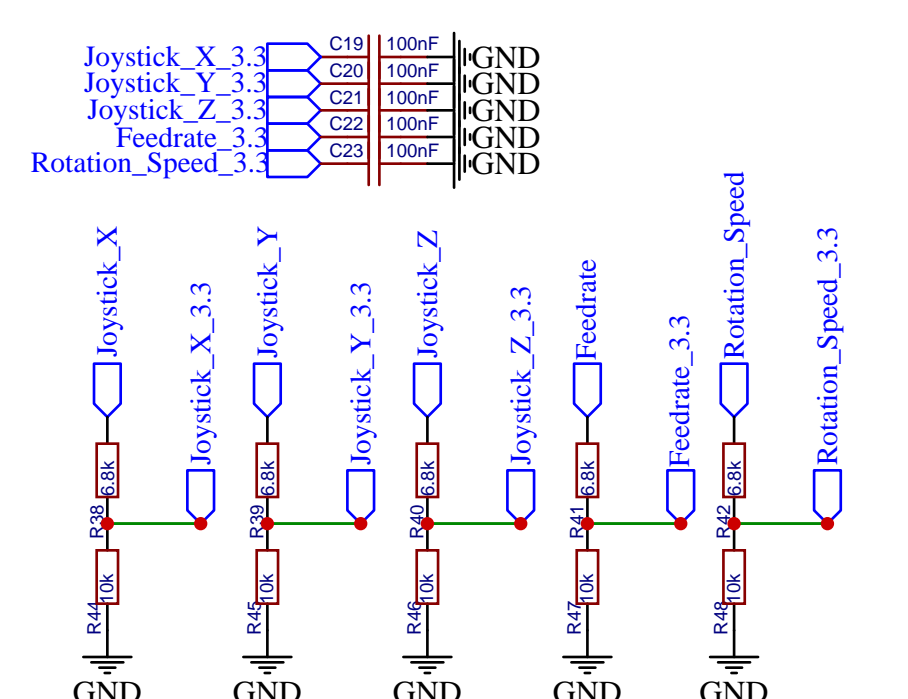 Joystick_X_3.3 C19 100nF GND
Joystick_Y_3.3 C20 100nF GND
Joystick_Z_3.3 C21 100nF GND
Feedrate_3.3 C22 100nF GND
Rotation_Speed_3.3 C23 100nF GND
Joystick_X
Joystick_X_3.3
Joystick_Y
Joystick_Y_3.3
Joystick_Z
Joystick_Z_3.3
Feedrate
Feedrate_3.3
Rotation_Speed
Rotation_Speed_3.3
6.8k 6.8k 6.8k 6.8k 6.8k
R38 R39 R40 R41 R42
10k 10k 10k 10k 10k
R44 R45 R46 R47 R48
GND GND GND GND GND